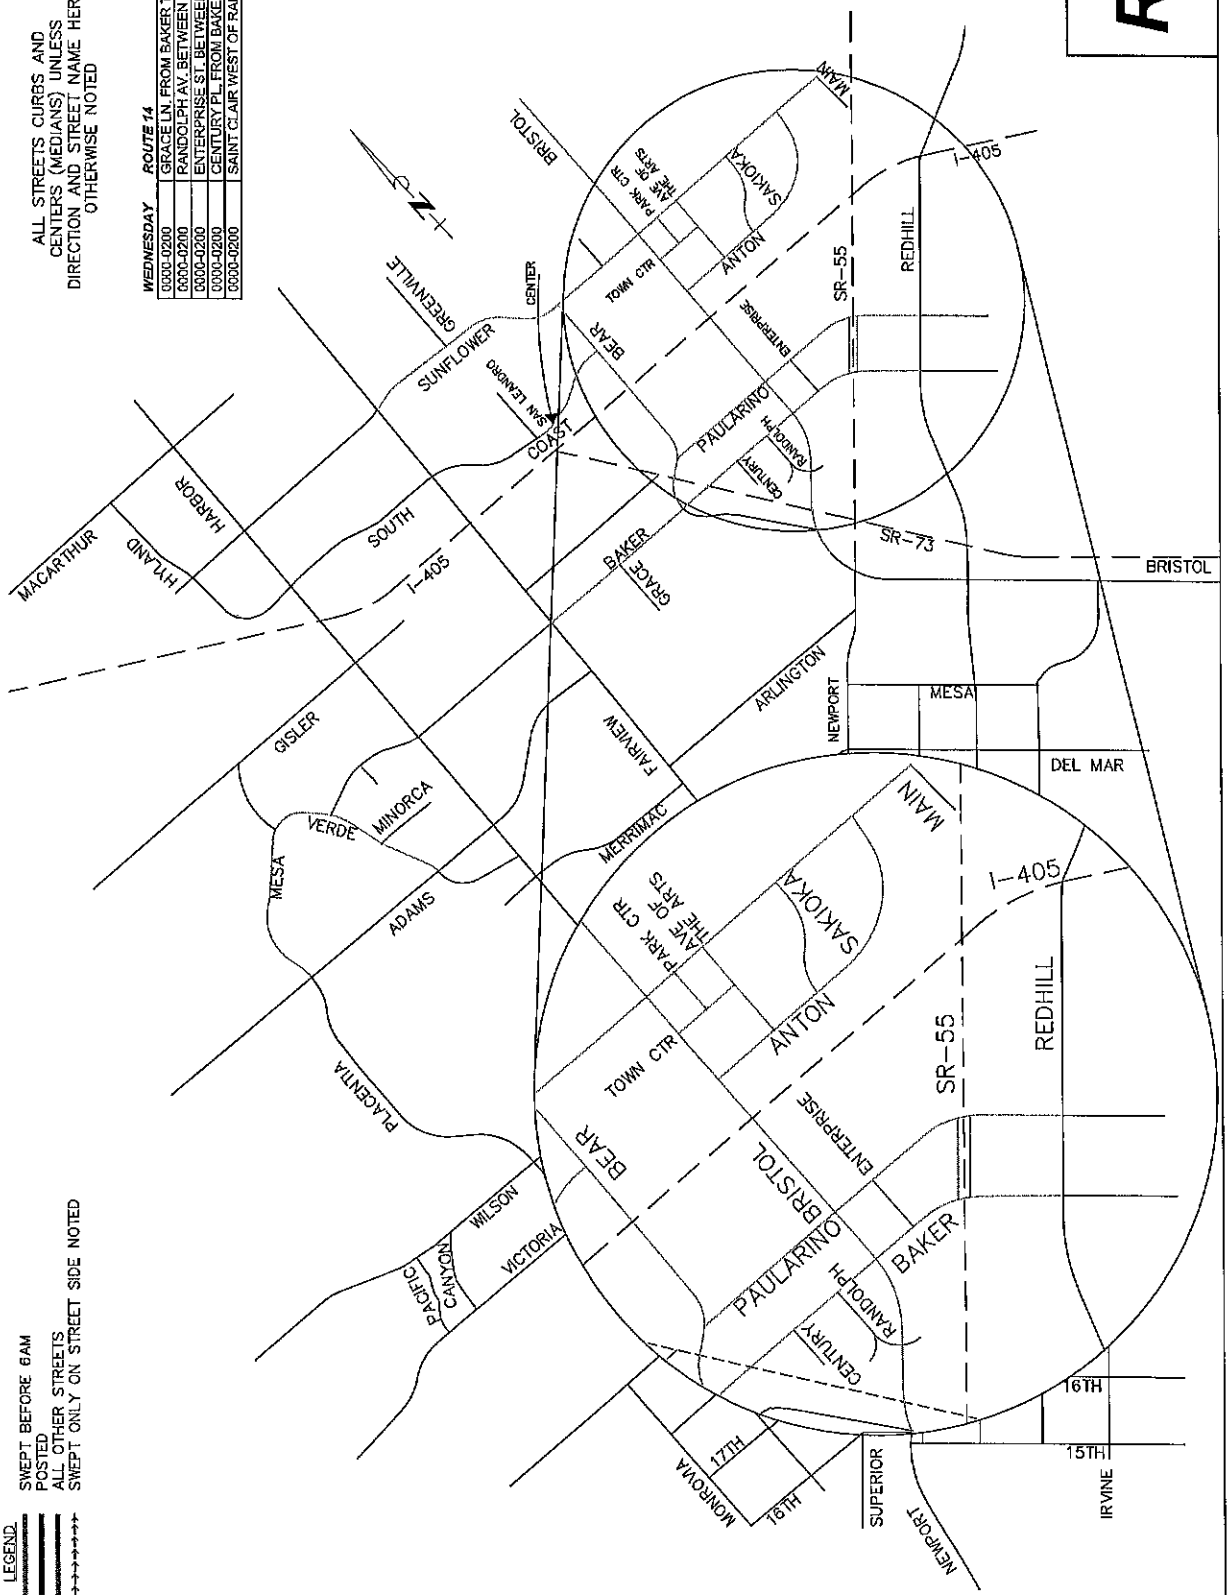 ALL STREETS CURBS AND
CENTERS (MEDIANS) UNLESS
DIRECTION AND STREET NAME HER
OTHERWISE NOTED
WEDNESDAY ROUTE 14
0000-0200 GRACE LN, FROM BAKER
0000-0200 RANDOLPH AV. BETWEEN
0000-0200 ENTERPRISE ST. BETWEE
0000-0200 CENTURY PL, FROM BAKE
0000-0200 SAINT CLAIR WEST OF RA
R
N
BRISTOL
MAIN
PARK CTR
AVE OF
THE ARTS
SAKIOKA
I-405
GREENVILLE
CENTER
TOWN CTR
ANTON
SR-55
REDHILL
SUNFLOWER
SAN LEANDRO
BEAR
ENTERPRISE
COAST
PAULARINO
RANDOLPH
CENTURY
MACARTHUR
HARBOR
HYLAND
SOUTH
I-405
BAKER
GRACE
SR-73
BRISTOL
GISLER
FAIRVIEW
ARLINGTON
NEWPORT
MESA
DEL MAR
VERDE
MINORCA
MESA
MERRIMAC
ADAMS
PARK CTR
AVE OF
THE ARTS
MAIN
SAKIOKA
I-405
PLACENTIA
TOWN CTR
ANTON
SR-55
REDHILL
BEAR
BRISTOL
ENTERPRISE
WILSON
VICTORIA
PACIFIC
CANYON
PAULARINO
BAKER
RANDOLPH
CENTURY
16TH
15TH
IRVINE
MONROVIA
17TH
16TH
SUPERIOR
NEWPORT
LEGEND
SWEPT BEFORE 6AM
POSTED
ALL OTHER STREETS
SWEPT ONLY ON STREET SIDE NOTED